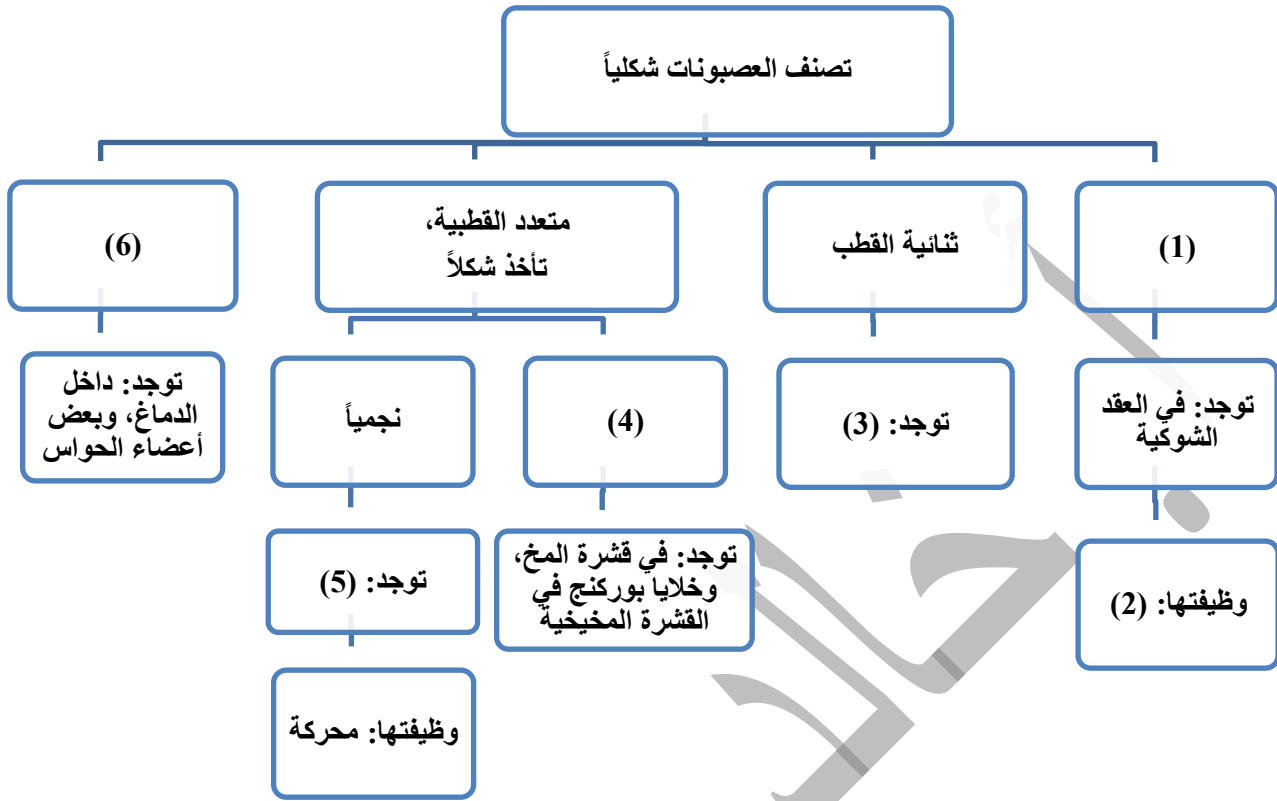 تصنف العصبونات شكلياً
(1)
ثنائية القطب
متعدد القطبية،
تأخذ شكلاً
(6)
توجد: في العقد
الشوكية
توجد: (3)
(4)
نجمياً
توجد: داخل
الدماغ، وبعض
أعضاء الحواس
وظيفتها: (2)
توجد: في قشرة المخ،
وخلايا بوركنج في
القشرة المخيخية
توجد: (5)
وظيفتها: محركة